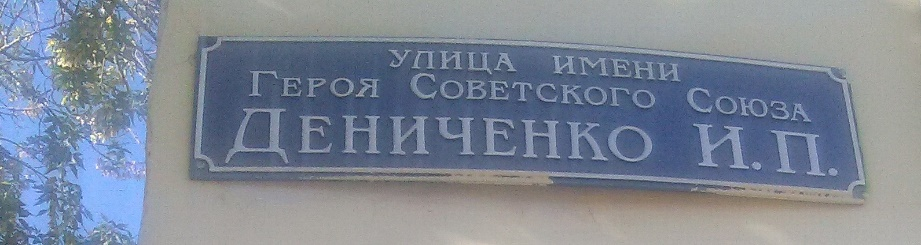 улица имени
Героя Советского Союза
Дениченко И.П.